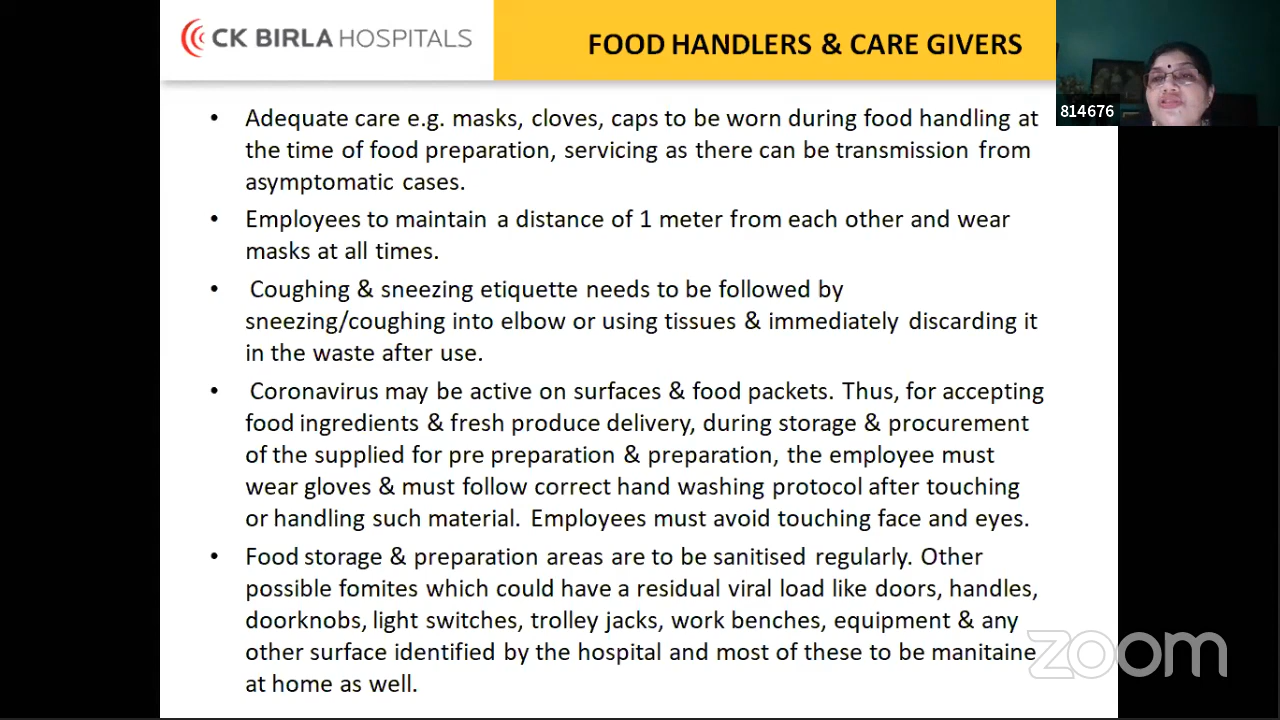 CK BIRLA HOSPITALS
FOOD HANDLERS & CARE GIVERS
814676
• Adequate care e.g. masks, cloves, caps to be worn during food handling at
the time of food preparation, servicing as there can be transmission from
asymptomatic cases.
• Employees to maintain a distance of 1 meter from each other and wear
masks at all times.
• Coughing & sneezing etiquette needs to be followed by
sneezing/coughing into elbow or using tissues & immediately discarding it
in the waste after use.
• Coronavirus may be active on surfaces & food packets. Thus, for accepting
food ingredients & fresh produce delivery, during storage & procurement
of the supplied for pre preparation & preparation, the employee must
wear gloves & must follow correct hand washing protocol after touching
or handling such material. Employees must avoid touching face and eyes.
• Food storage & preparation areas are to be sanitised regularly. Other
possible fomites which could have a residual viral load like doors, handles,
doorknobs, light switches, trolley jacks, work benches, equipment & any
other surface identified by the hospital and most of these to be manitaine
at home as well.
zoom